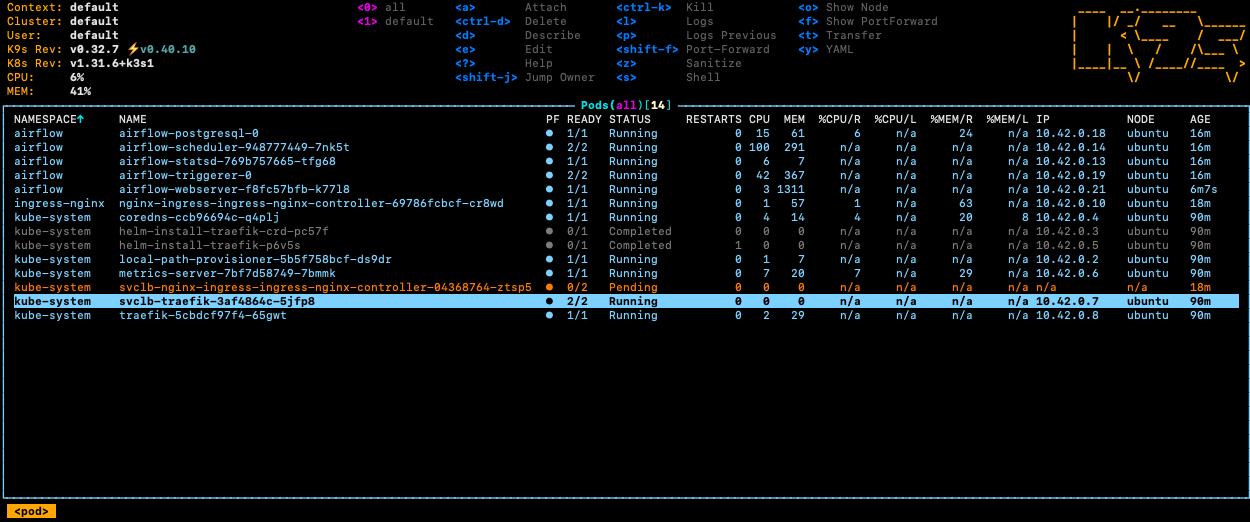 Context: default <0> all <a> Attach <ctrl-k> Kill <o> Show Node
Cluster: default <1> default <ctrl-d> Delete <l> Logs <f> Show PortForward
User: default <d> Describe <p> Logs Previous <t> Transfer
K9s Rev: v0.32.7 ⚡v0.40.10 <e> Edit <shift-f> Port-Forward <y> YAML
K8s Rev: v1.31.6+k3s1 <?> Help <z> Sanitize
CPU: 6% <shift-j> Jump Owner <s> Shell
MEM: 41%
Pods(all)[14]
NAMESPACE↑ NAME PF READY STATUS RESTARTS CPU MEM %CPU/R %CPU/L %MEM/R %MEM/L IP NODE AGE
airflow airflow-postgresql-0 ● 1/1 Running 0 15 61 6 n/a 24 n/a 10.42.0.18 ubuntu 16m
airflow airflow-scheduler-948777449-7nk5t ● 2/2 Running 0 100 291 n/a n/a n/a n/a 10.42.0.14 ubuntu 16m
airflow airflow-statsd-769b757665-tfg68 ● 1/1 Running 0 6 7 n/a n/a n/a n/a 10.42.0.13 ubuntu 16m
airflow airflow-triggerer-0 ● 2/2 Running 0 42 367 n/a n/a n/a n/a 10.42.0.19 ubuntu 16m
airflow airflow-webserver-f8fc57bfb-k77l8 ● 1/1 Running 0 3 1311 n/a n/a n/a n/a 10.42.0.21 ubuntu 6m7s
ingress-nginx nginx-ingress-ingress-nginx-controller-69786fcbcf-cr8wd ● 1/1 Running 0 1 57 1 n/a 63 n/a 10.42.0.10 ubuntu 18m
kube-system coredns-ccb96694c-q4plj ● 1/1 Running 0 4 14 4 n/a 20 8 10.42.0.4 ubuntu 90m
kube-system helm-install-traefik-crd-pc57f ● 0/1 Completed 0 0 0 n/a n/a n/a n/a 10.42.0.3 ubuntu 90m
kube-system helm-install-traefik-p6v5s ● 0/1 Completed 1 0 0 n/a n/a n/a n/a 10.42.0.5 ubuntu 90m
kube-system local-path-provisioner-5b5f758bcf-ds9dr ● 1/1 Running 0 1 7 n/a n/a n/a n/a 10.42.0.2 ubuntu 90m
kube-system metrics-server-7bf7d58749-7bmmk ● 1/1 Running 0 7 20 7 n/a 29 n/a 10.42.0.6 ubuntu 90m
kube-system svclb-nginx-ingress-ingress-nginx-controller-04368764-ztsp5 ● 0/2 Pending 0 0 0 n/a n/a n/a n/a n/a n/a 18m
kube-system svclb-traefik-3af4864c-5jfp8 ● 2/2 Running 0 0 0 n/a n/a n/a n/a 10.42.0.7 ubuntu 90m
kube-system traefik-5cbdcf97f4-65gwt ● 1/1 Running 0 2 29 n/a n/a n/a n/a 10.42.0.8 ubuntu 90m
<pod>